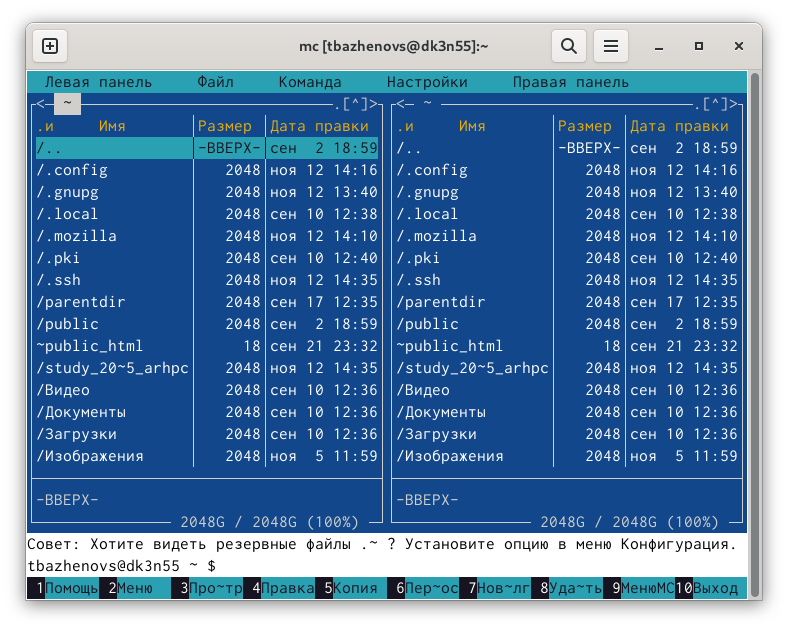 mc [tbazhenovs@dk3n55]:~
Левая панель Файл Команда Настройки Правая панель
<─ ~ .[^]> <─ ~ .[^]>
.и Имя Размер Дата правки .и Имя Размер Дата правки
/.. -ВВЕРХ- сен 2 18:59 /.. -ВВЕРХ- сен 2 18:59
/.config 2048 ноя 12 14:16 /.config 2048 ноя 12 14:16
/.gnupg 2048 ноя 12 13:40 /.gnupg 2048 ноя 12 13:40
/.local 2048 сен 10 12:38 /.local 2048 сен 10 12:38
/.mozilla 2048 ноя 12 14:10 /.mozilla 2048 ноя 12 14:10
/.pki 2048 сен 10 12:40 /.pki 2048 сен 10 12:40
/.ssh 2048 ноя 12 14:35 /.ssh 2048 ноя 12 14:35
/parentdir 2048 сен 17 12:35 /parentdir 2048 сен 17 12:35
/public 2048 сен 2 18:59 /public 2048 сен 2 18:59
~public_html 18 сен 21 23:32 ~public_html 18 сен 21 23:32
/study_20~5_arhpc 2048 ноя 12 14:35 /study_20~5_arhpc 2048 ноя 12 14:35
/Видео 2048 сен 10 12:36 /Видео 2048 сен 10 12:36
/Документы 2048 сен 10 12:36 /Документы 2048 сен 10 12:36
/Загрузки 2048 сен 10 12:36 /Загрузки 2048 сен 10 12:36
/Изображения 2048 ноя 5 11:59 /Изображения 2048 ноя 5 11:59
-ВВЕРХ- -ВВЕРХ-
2048G / 2048G (100%) 2048G / 2048G (100%)
Совет: Хотите видеть резервные файлы .~ ? Установите опцию в меню Конфигурация.
tbazhenovs@dk3n55 ~ $
1Помощь 2Меню 3Про~тр 4Правка 5Копия 6Пер~ос 7Нов~лг 8Уда~ть 9МенюMC 10Выход